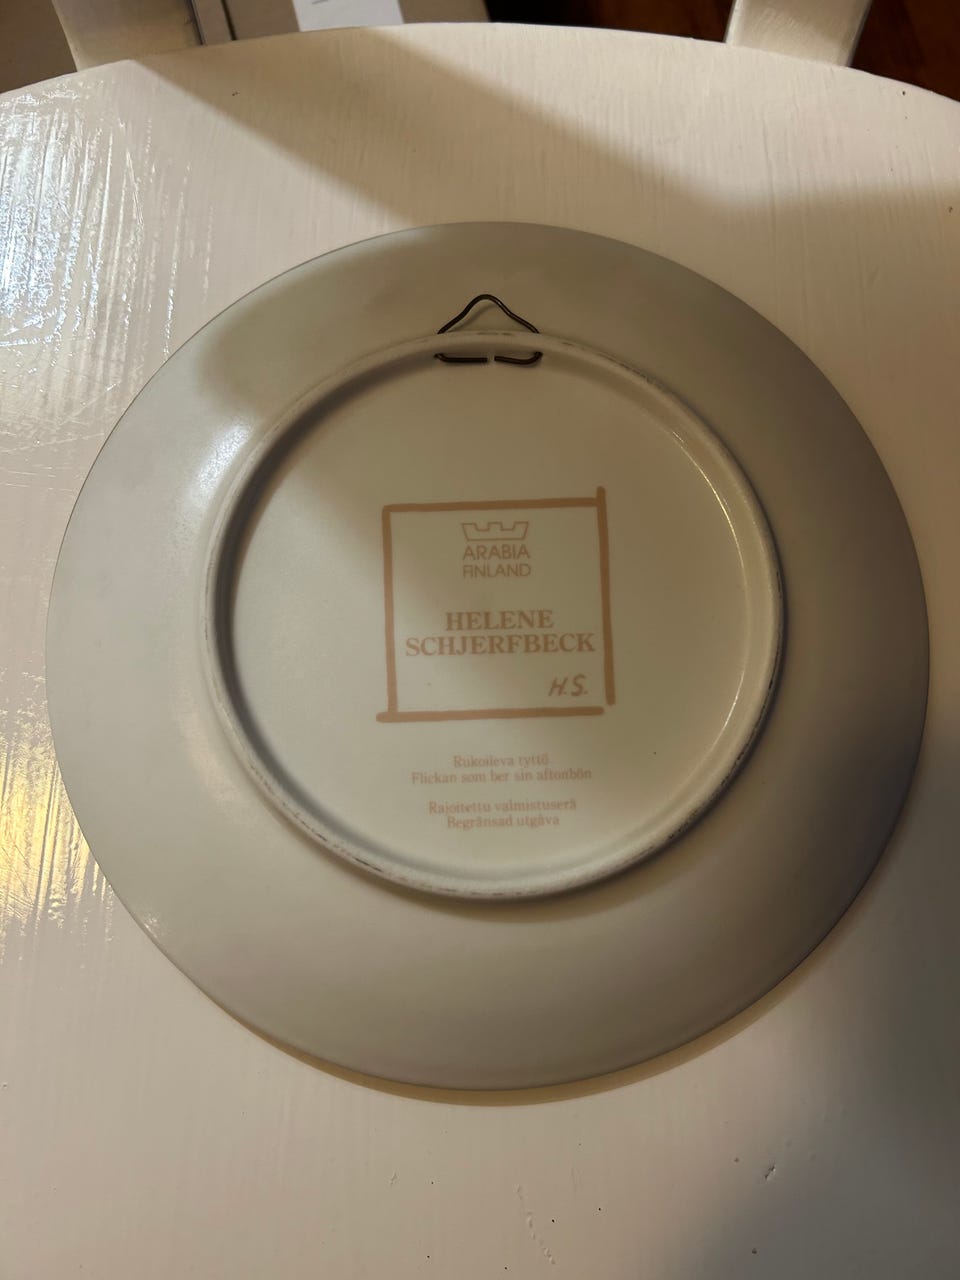 ARABIA
FINLAND
HELENE
SCHJERFBECK
H.S.
Rukoileva tyttö
Flickan som ber sin aftonbön
Rajoitettu valmistuserä
Begränsad utgåva